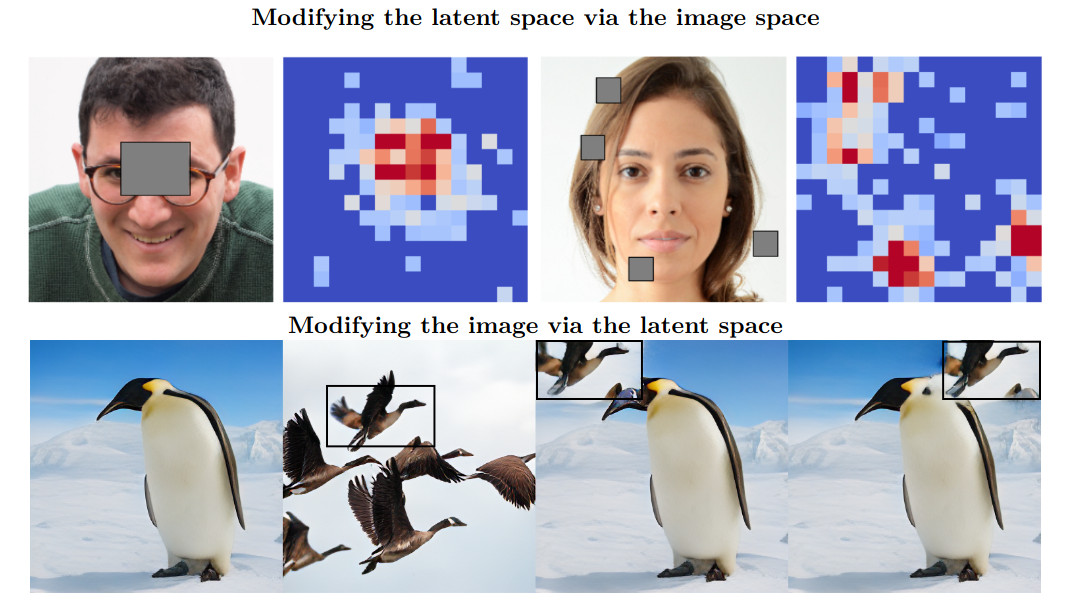 Modifying the latent space via the image space
Modifying the image via the latent space